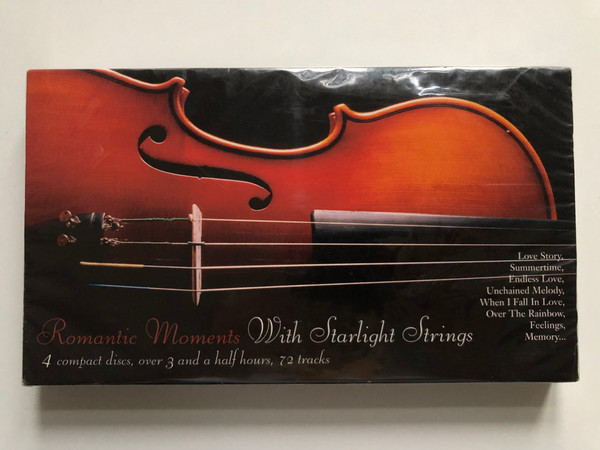 Love Story,
Summertime,
Endless Love,
Unchained Melody,
When I Fall In Love,
Over The Rainbow,
Feelings,
Memory...
Romantic Moments With Starlight Strings
4 compact discs, over 3 and a half hours, 72 tracks